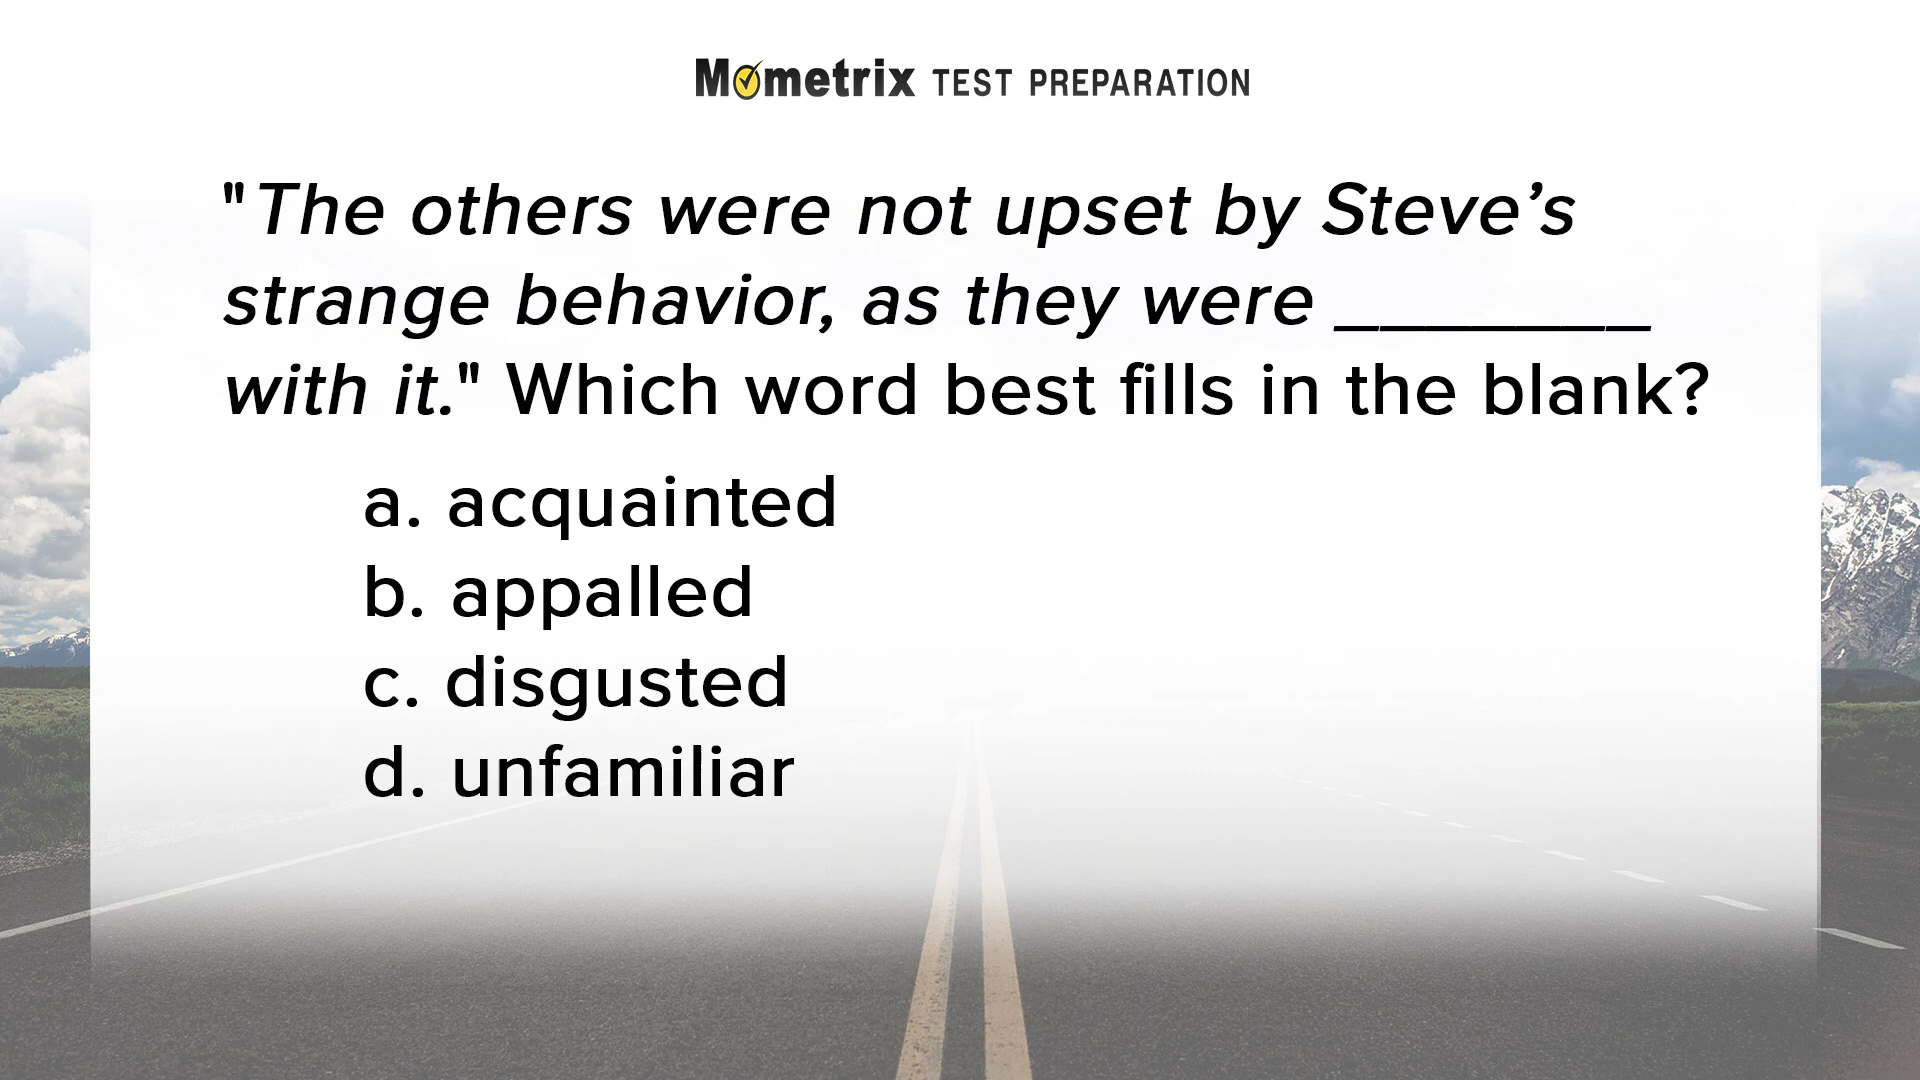 Mometrix TEST PREPARATION
"The others were not upset by Steve’s
strange behavior, as they were _______
with it." Which word best fills in the blank?
a. acquainted
b. appalled
c. disgusted
d. unfamiliar